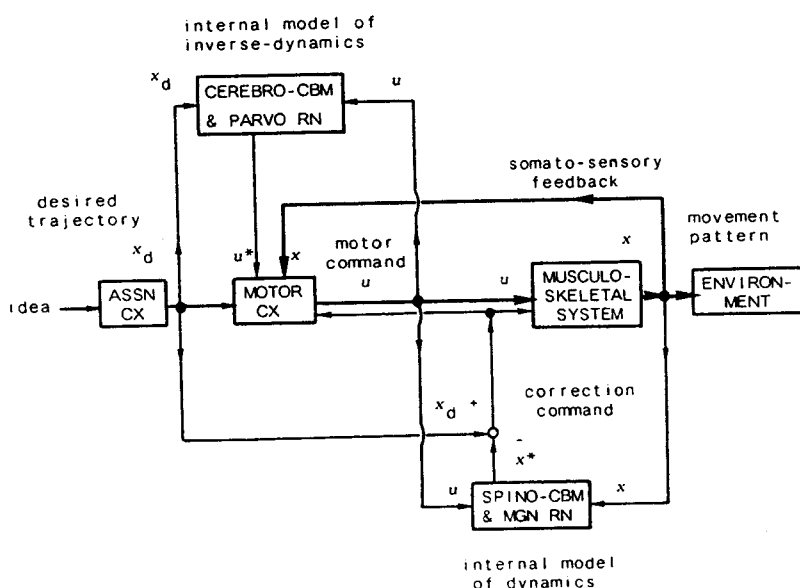 internal model of
inverse-dynamics
x_d
u
CEREBRO-CBM
& PARVO RN
somato-sensory
feedback
desired
trajectory
x_d
u*
x
motor
command
u
u
x
movement
pattern
idea
ASSN
CX
MOTOR
CX
MUSCULO-
SKELETAL
SYSTEM
ENVIRON-
MENT
correction
command
x_d +
-
x*
u
SPINO-CBM
& MGN RN
x
internal model
of dynamics